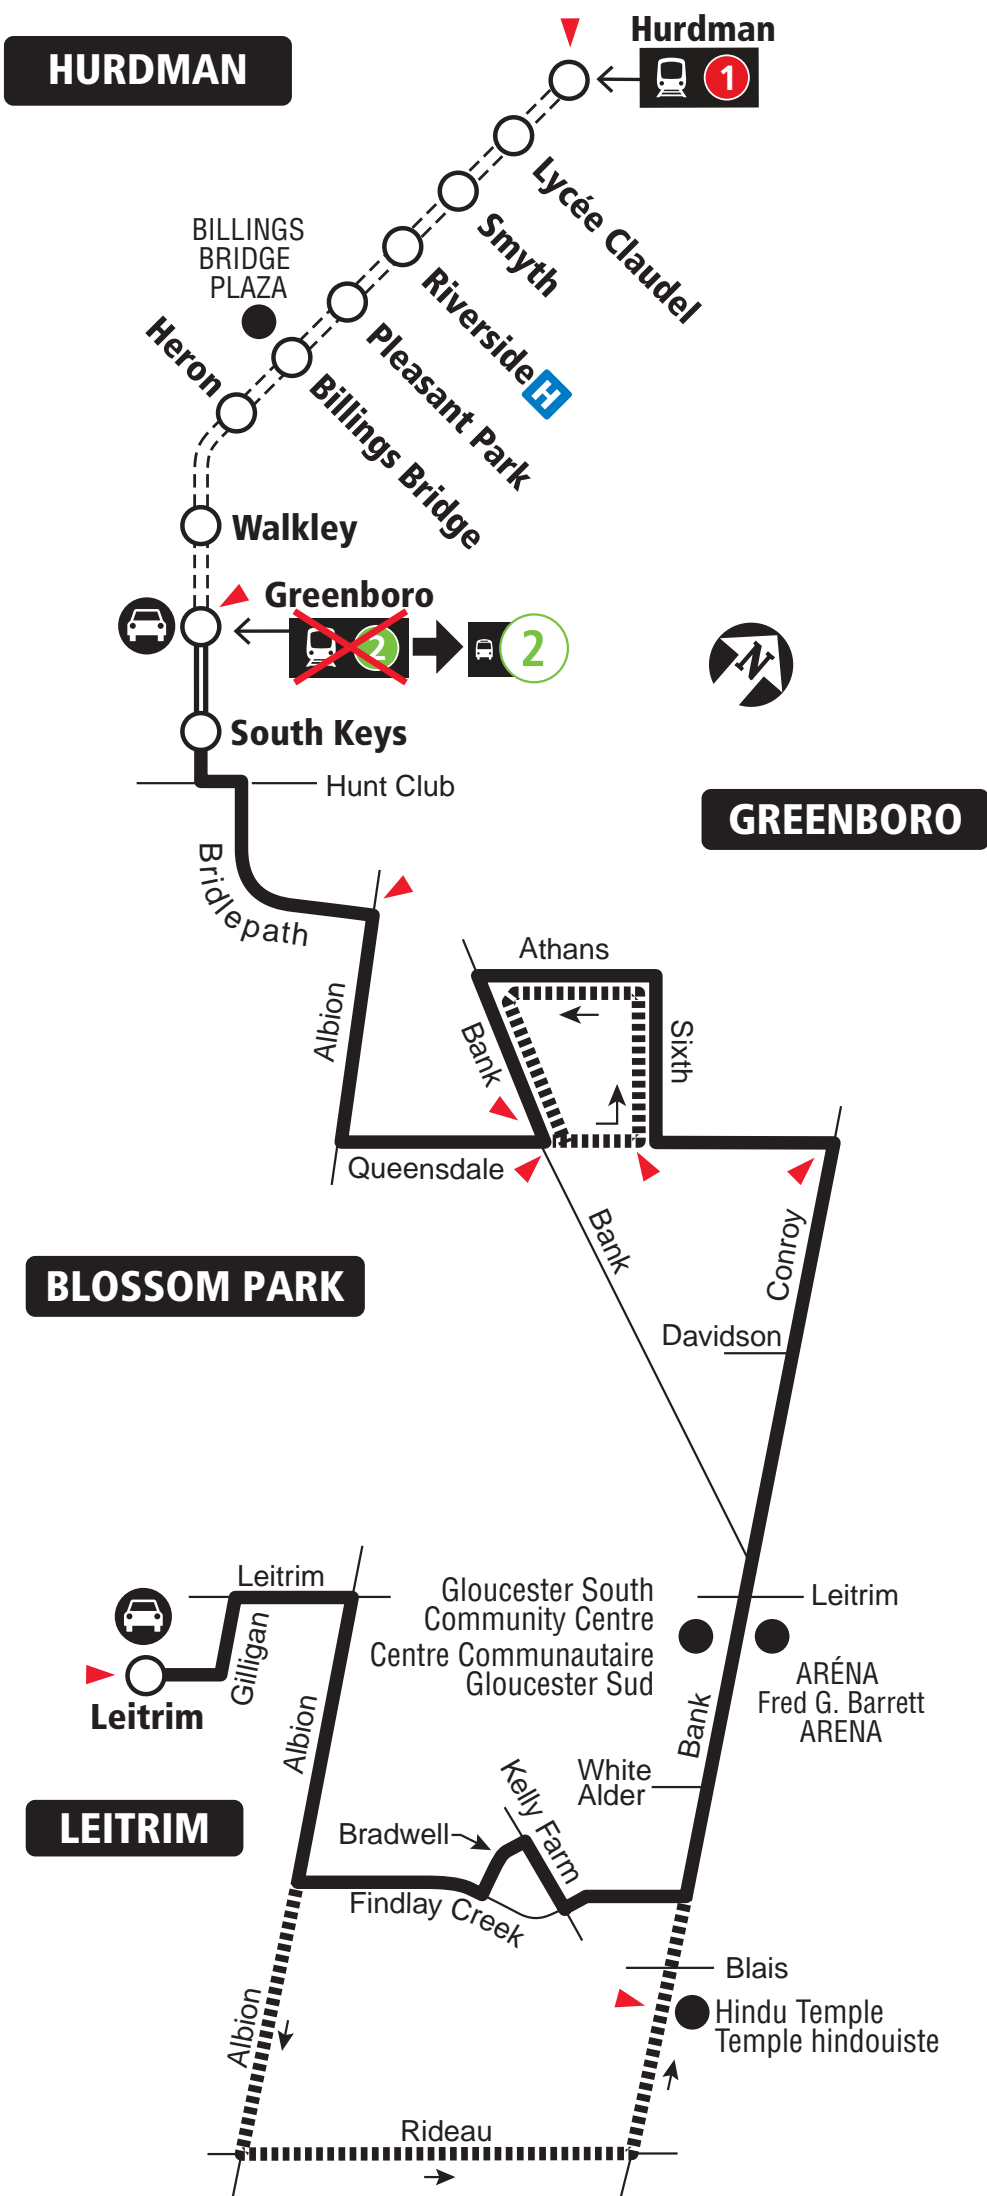 Hurdman
HURDMAN
1
Lycée Claudel
Smyth
BILLINGS
BRIDGE
PLAZA
Riverside
H
Pleasant Park
Heron
Billings Bridge
Walkley
Greenboro
2
2
N
South Keys
Hunt Club
GREENBORO
Bridlepath
Athans
Albion
Bank
Sixth
Queensdale
Bank
Conroy
BLOSSOM PARK
Davidson
Leitrim
Gloucester South
Community Centre
Centre Communautaire
Gloucester Sud
Leitrim
Gilligan
Leitrim
ARÉNA
Fred G. Barrett
ARENA
Albion
Bank
White
Alder
Kelly Farm
LEITRIM
Bradwell
Findlay Creek
Blais
Hindu Temple
Temple hindouiste
Albion
Rideau